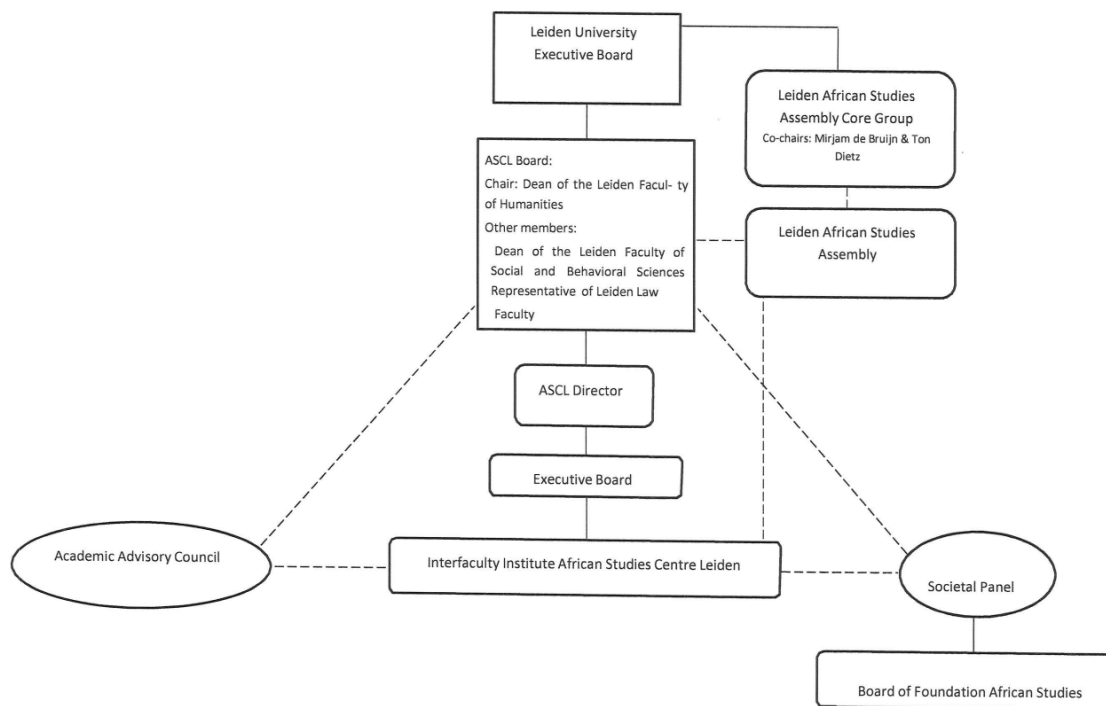 Leiden University
Executive Board
Leiden African Studies
Assembly Core Group
Co-chairs: Mirjam de Bruijn & Ton
Dietz
ASCL Board:
Chair: Dean of the Leiden Facul- ty
of Humanities
Other members:
Dean of the Leiden Faculty of
Social and Behavioral Sciences
Representative of Leiden Law
Faculty
Leiden African Studies
Assembly
ASCL Director
Executive Board
Academic Advisory Council
Interfaculty Institute African Studies Centre Leiden
Societal Panel
Board of Foundation African Studies